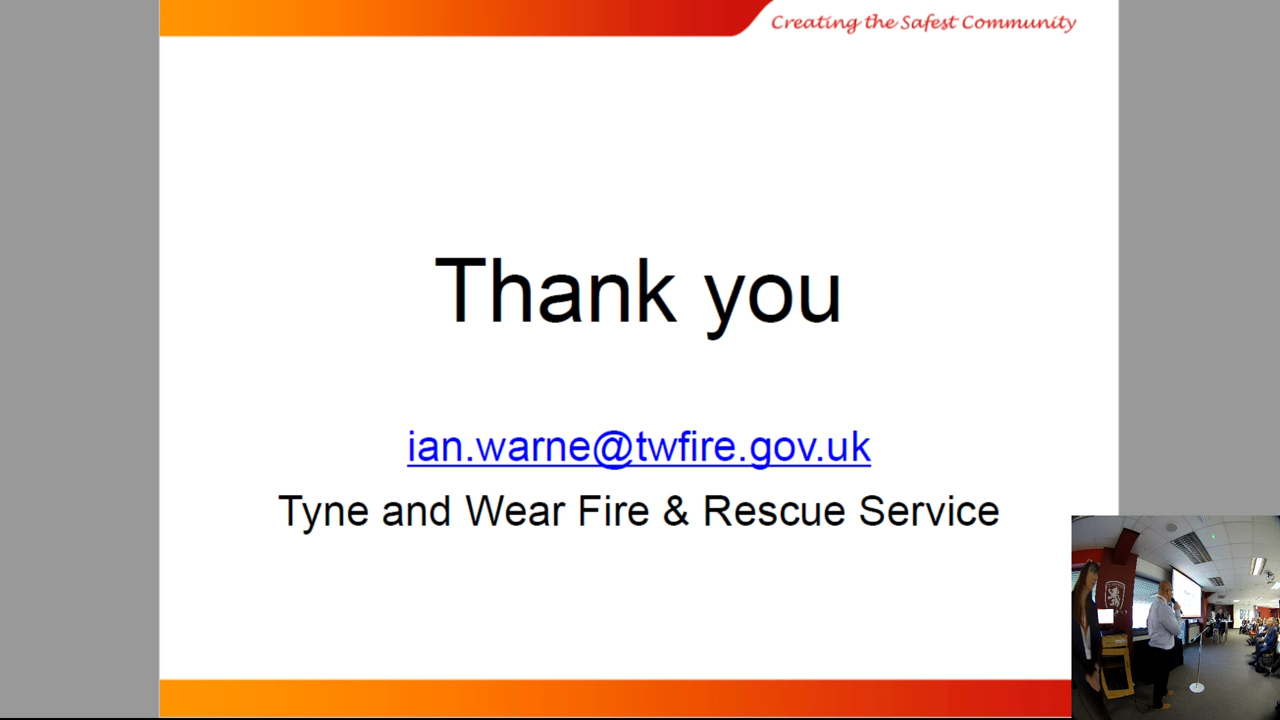 Creating the Safest Community
Thank you
ian.warne@twfire.gov.uk
Tyne and Wear Fire & Rescue Service